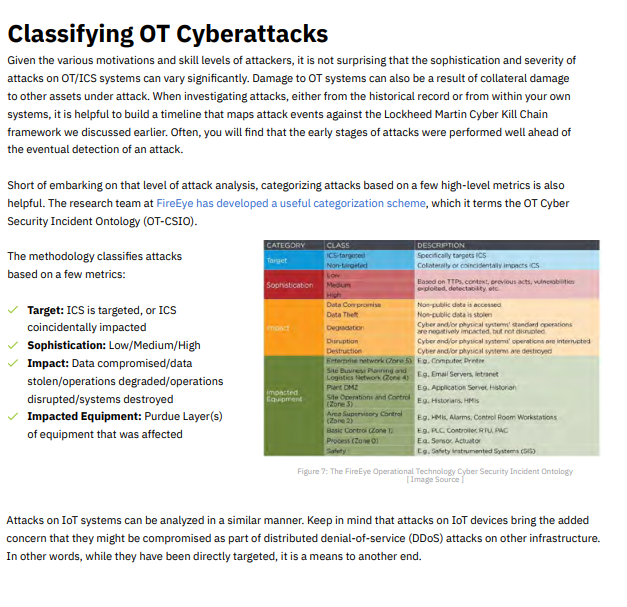 Classifying OT Cyberattacks
Given the various motivations and skill levels of attackers, it is not surprising that the sophistication and severity of
attacks on OT/ICS systems can vary significantly. Damage to OT systems can also be a result of collateral damage
to other assets under attack. When investigating attacks, either from the historical record or from within your own
systems, it is helpful to build a timeline that maps attack events against the Lockheed Martin Cyber Kill Chain
framework we discussed earlier. Often, you will find that the early stages of attacks were performed well ahead of
the eventual detection of an attack.
Short of embarking on that level of attack analysis, categorizing attacks based on a few high-level metrics is also
helpful. The research team at FireEye has developed a useful categorization scheme, which it terms the OT Cyber
Security Incident Ontology (OT-CSIO).
The methodology classifies attacks
based on a few metrics:
✓ Target: ICS is targeted, or ICS
coincidentally impacted
✓ Sophistication: Low/Medium/High
✓ Impact: Data compromised/data
stolen/operations degraded/operations
disrupted/systems destroyed
✓ Impacted Equipment: Purdue Layer(s)
of equipment that was affected
CATEGORY CLASS DESCRIPTION
Target ICS-targeted Specifically targets ICS
Non-targeted Collaterally or coincidentally impacts ICS
Sophistication Low
Medium Based on TTPs, context, previous acts, vulnerabilities
exploited, detectability, etc.
High
Impact Data Compromise Non-public data is accessed
Data Theft Non-public data is stolen
Degradation Cyber and/or physical systems' standard operations
are negatively impacted, but not disrupted
Disruption Cyber and/or physical systems' operations are interrupted
Destruction Cyber and/or physical systems are destroyed
Impacted
Equipment
Enterprise network (Zone 5) E.g., Computer, Printer
Site Business Planning and
Logistics Network (Zone 4) E.g., Email Servers, Intranet
Plant DMZ E.g., Application Server, Historian
Site Operations and Control
(Zone 3) E.g., Historians, HMIs
Area Supervisory Control
(Zone 2) E.g., HMIs, Alarms, Control Room Workstations
Basic Control (Zone 1) E.g., PLC, Controller, RTU, PAC
Process (Zone 0) E.g., Sensor, Actuator
Safety E.g., Safety Instrumented Systems (SIS)
Figure 7: The FireEye Operational Technology Cyber Security Incident Ontology
[ Image Source ]
Attacks on IoT systems can be analyzed in a similar manner. Keep in mind that attacks on IoT devices bring the added
concern that they might be compromised as part of distributed denial-of-service (DDoS) attacks on other infrastructure.
In other words, while they have been directly targeted, it is a means to another end.